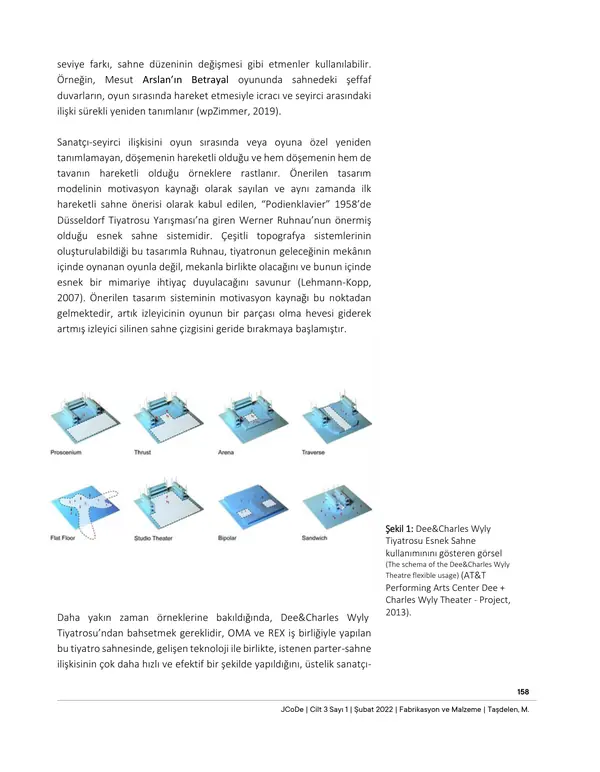 seviye farkı, sahne düzeninin değişmesi gibi etmenler kullanılabilir.
Örneğin, Mesut Arslan'ın Betrayal oyununda sahnedeki şeffaf
duvarların, oyun sırasında hareket etmesiyle icracı ve seyirci arasındaki
ilişki sürekli yeniden tanımlanır (wpZimmer, 2019).
Sanatçı-seyirci ilişkisini oyun sırasında veya oyuna özel yeniden
tanımlamayan, döşemenin hareketli olduğu ve hem döşemenin hem de
tavanın hareketli olduğu örneklere rastlanır. Önerilen tasarım
modelinin motivasyon kaynağı olarak sayılan ve aynı zamanda ilk
hareketli sahne önerisi olarak kabul edilen, “Podienklavier” 1958’de
Düsseldorf Tiyatrosu Yarışması’na giren Werner Ruhnau’nun önermiş
olduğu esnek sahne sistemidir. Çeşitli topografya sistemlerinin
oluşturulabildiği bu tasarımla Ruhnau, tiyatronun geleceğinin mekânın
içinde oynanan oyunla değil, mekanla birlikte olacağını ve bunun içinde
esnek bir mimariye ihtiyaç duyulacağını savunur (Lehmann-Kopp,
2007). Önerilen tasarım sisteminin motivasyon kaynağı bu noktadan
gelmektedir, artık izleyicinin oyunun bir parçası olma hevesi giderek
artmış izleyici silinen sahne çizgisini geride bırakmaya başlamıştır.
Proscenium
Thrust
Arena
Traverse
Flat Floor
Studio Theater
Bipolar
Sandwich
Şekil 1: Dee&Charles Wyly
Tiyatrosu Esnek Sahne
kullanımınını gösteren görsel
(The schema of the Dee&Charles Wyly
Theatre flexible usage) (AT&T
Performing Arts Center Dee +
Charles Wyly Theater - Project,
2013).
Daha yakın zaman örneklerine bakıldığında, Dee&Charles Wyly
Tiyatrosu’ndan bahsetmek gereklidir, OMA ve REX iş birliğiyle yapılan
bu tiyatro sahnesinde, gelişen teknoloji ile birlikte, istenen parter-sahne
ilişkisinin çok daha hızlı ve efektif bir şekilde yapıldığını, üstelik sanatçı-
158
JCoDe | Cilt 3 Sayı 1 | Şubat 2022 | Fabrikasyon ve Malzeme | Taşdelen, M.